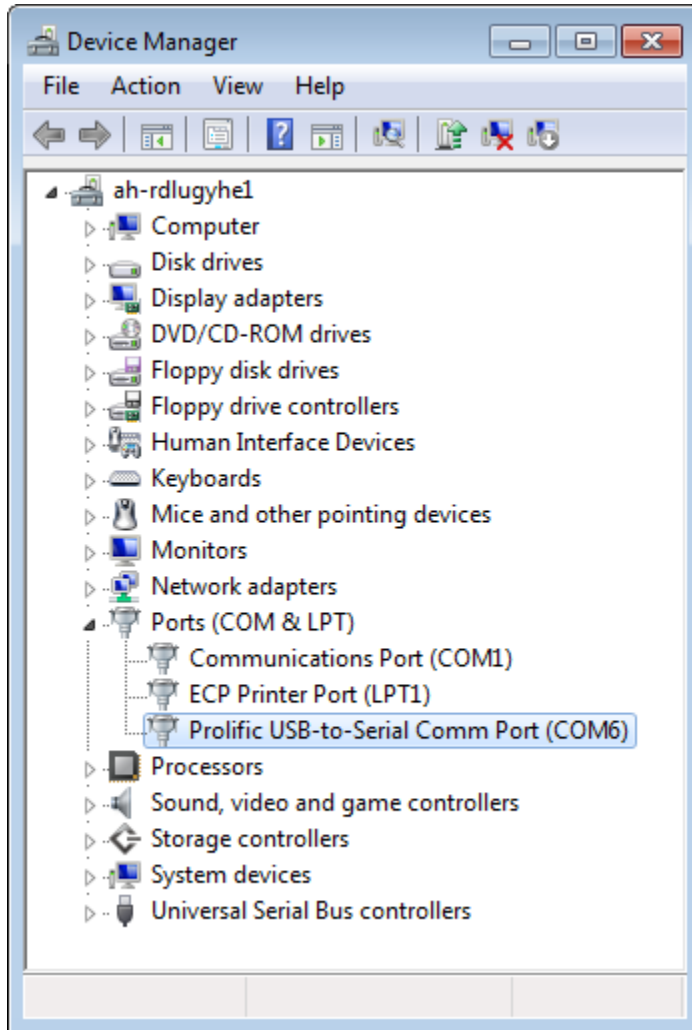 Device Manager
File Action View Help
ah-rdlugyhe1
Computer
Disk drives
Display adapters
DVD/CD-ROM drives
Floppy disk drives
Floppy drive controllers
Human Interface Devices
Keyboards
Mice and other pointing devices
Monitors
Network adapters
Ports (COM & LPT)
Communications Port (COM1)
ECP Printer Port (LPT1)
Prolific USB-to-Serial Comm Port (COM6)
Processors
Sound, video and game controllers
Storage controllers
System devices
Universal Serial Bus controllers